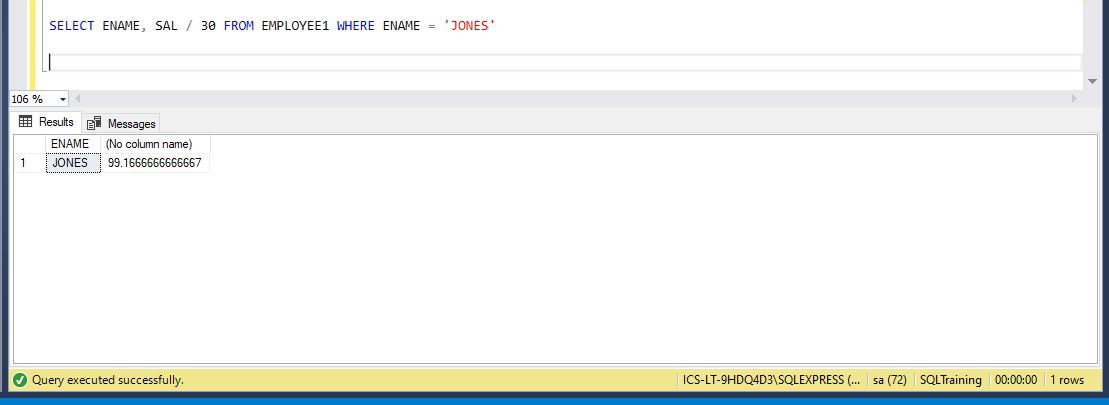 SELECT ENAME, SAL / 30 FROM EMPLOYEE1 WHERE ENAME = 'JONES'
106 %
Results Messages
ENAME (No column name)
1 JONES 99.1666666666667
Query executed successfully. ICS-LT-9HDQ4D3\SQLEXPRESS (... sa (72) SQLTraining 00:00:00 1 rows